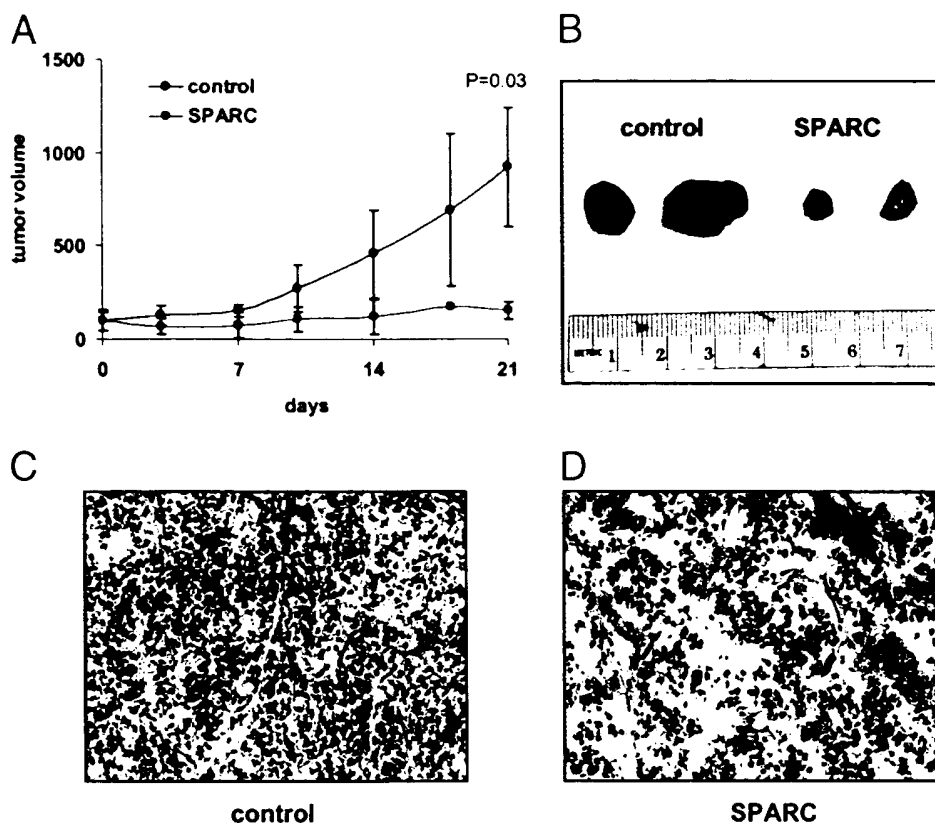 A
1500
1000
500
0
tumor volume
control
SPARC
P=0.03
0 7 14 21
days
B
control SPARC
1 2 3 4 5 6 7
C
control
D
SPARC